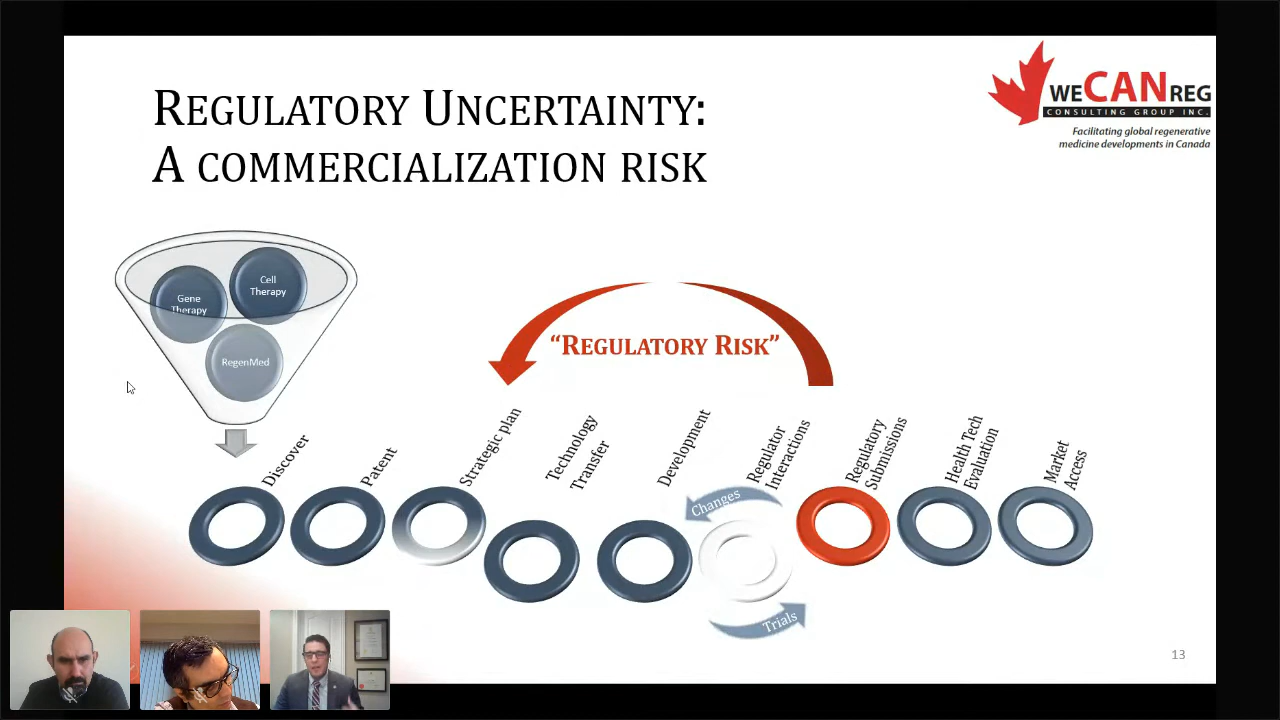 REGULATORY UNCERTAINTY:
A COMMERCIALIZATION RISK
WECANREG
CONSULTING GROUP INC.
Facilitating global regenerative
medicine developments in Canada
Gene
Therapy
Cell
Therapy
RegenMed
“REGULATORY RISK”
Discover
Patent
Strategic plan
Technology
Transfer
Development
Regulator
Interactions
Regulatory
Submissions
Health Tech
Evaluation
Market
Access
Changes
Trials
13